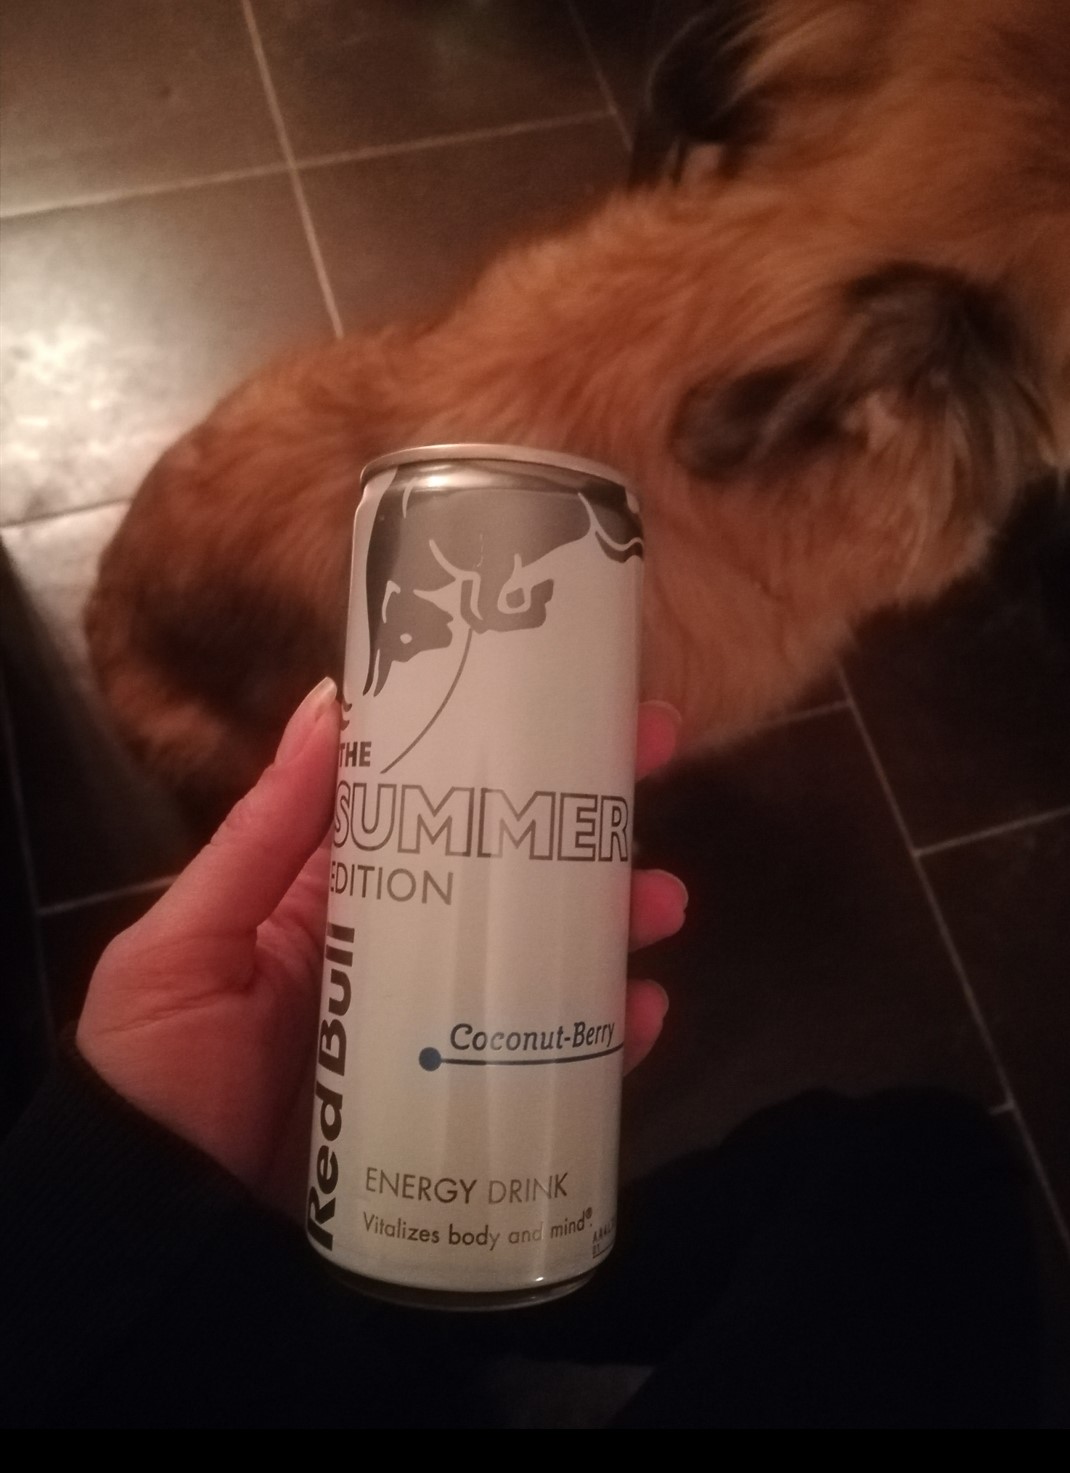 THE
SUMMER
EDITION
Red Bull
Coconut-Berry
ENERGY DRINK
Vitalizes body and mind®.